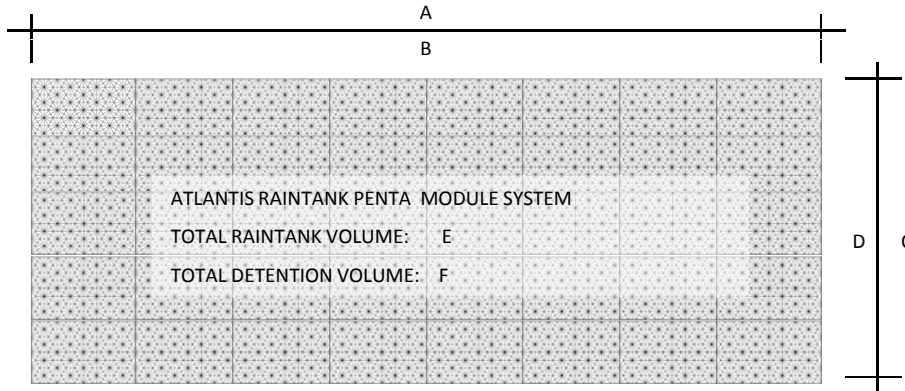 A
B
ATLANTIS RAINTANK PENTA MODULE SYSTEM
TOTAL RAINTANK VOLUME: E
TOTAL DETENTION VOLUME: F
D